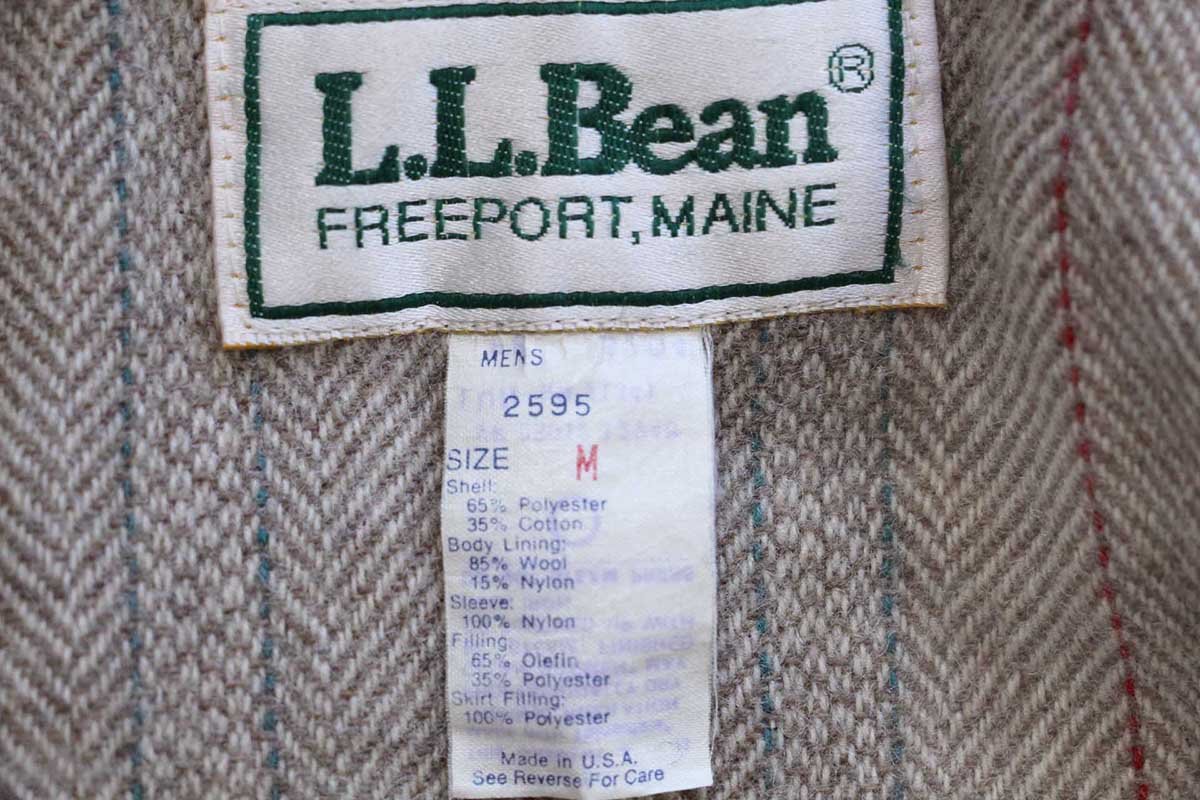 L.L.Bean®
FREEPORT, MAINE
MENS
2595
SIZE M
Shell:
65% Polyester
35% Cotton
Body Lining:
85% Wool
15% Nylon
Sleeve:
100% Nylon
Filling:
65% Olefin
35% Polyester
Skirt Filling:
100% Polyester
Made in U.S.A.
See Reverse For Care